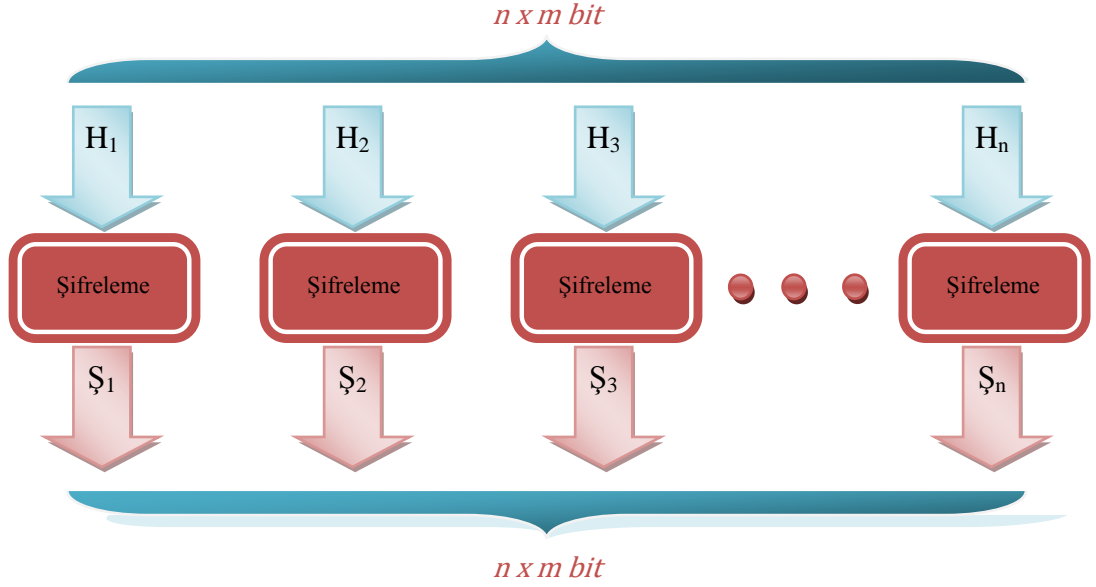 n x m bit
H₁ H₂ H₃ Hₙ
Şifreleme Şifreleme Şifreleme Şifreleme
Ş₁ Ş₂ Ş₃ Şₙ
n x m bit